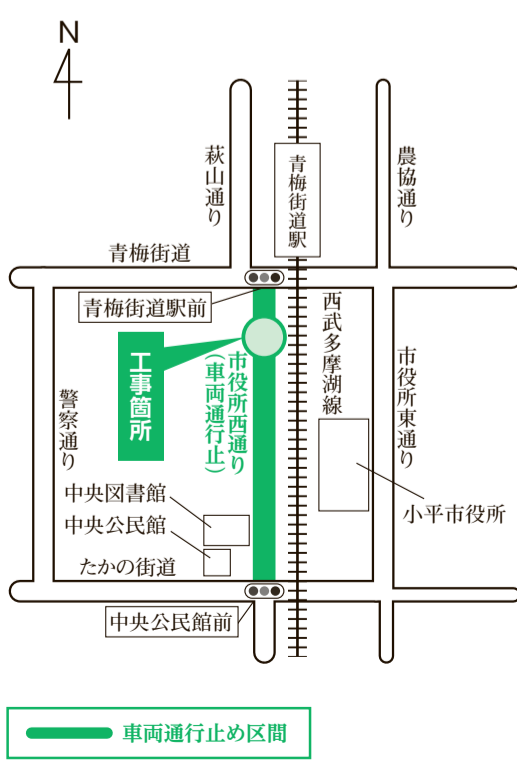 N
萩山通り
青梅街道駅
農協通り
青梅街道
青梅街道駅前
西武多摩湖線
工事箇所
市役所西通り
（車両通行止）
市役所東通り
警察通り
中央図書館
中央公民館
小平市役所
たかの街道
中央公民館前
車両通行止め区間